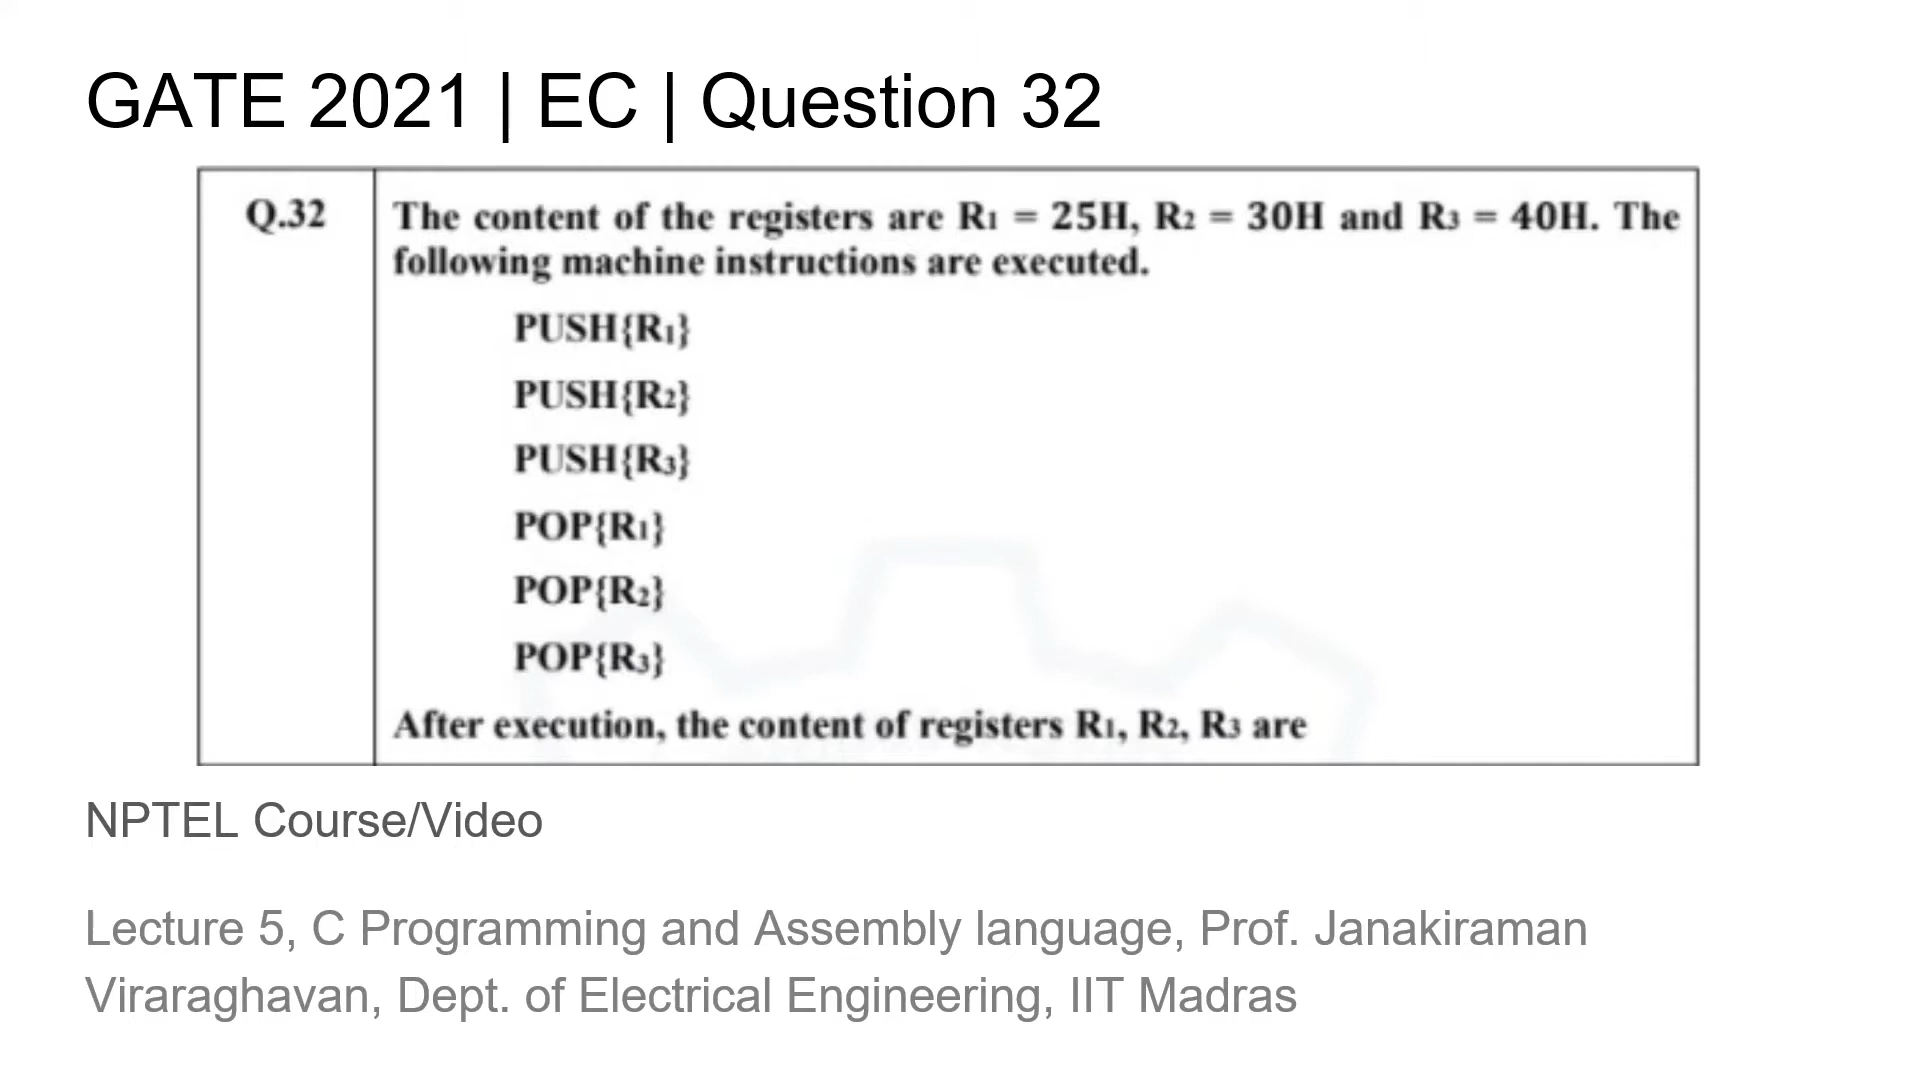 GATE 2021 | EC | Question 32
Q.32 The content of the registers are R₁ = 25H, R₂ = 30H and R₃ = 40H. The
following machine instructions are executed.
PUSH{R₁}
PUSH{R₂}
PUSH{R₃}
POP{R₁}
POP{R₂}
POP{R₃}
After execution, the content of registers R₁, R₂, R₃ are
NPTEL Course/Video
Lecture 5, C Programming and Assembly language, Prof. Janakiraman
Viraraghavan, Dept. of Electrical Engineering, IIT Madras